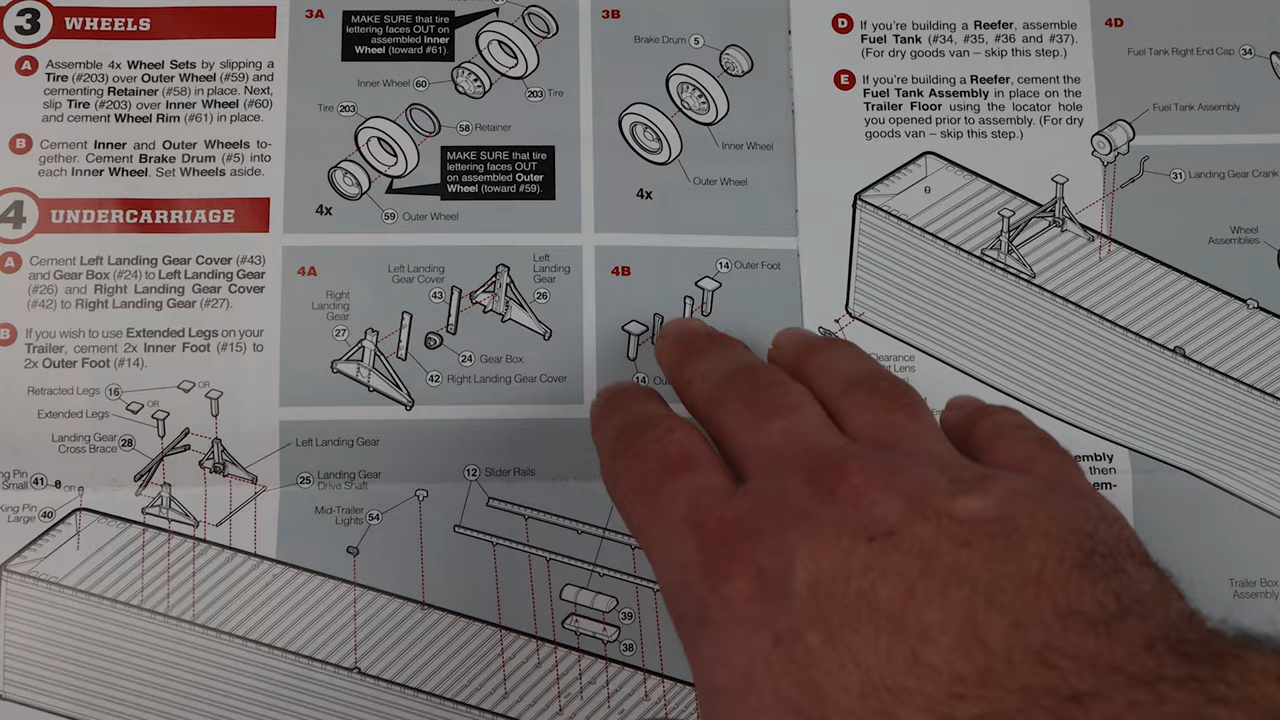 3 WHEELS
A Assemble 4x Wheel Sets by slipping a
Tire (#203) over Outer Wheel (#59) and
cementing Retainer (#58) in place. Next,
slip Tire (#203) over Inner Wheel (#60)
and cement Wheel Rim (#61) in place.
B Cement Inner and Outer Wheels to-
gether. Cement Brake Drum (#5) into
each Inner Wheel. Set Wheels aside.
4 UNDERCARRIAGE
A Cement Left Landing Gear Cover (#43)
and Gear Box (#24) to Left Landing Gear
(#26) and Right Landing Gear Cover
(#42) to Right Landing Gear (#27).
B If you wish to use Extended Legs on your
Trailer, cement 2x Inner Foot (#15) to
2x Outer Foot (#14).
Retracted Legs 16
OR
OR
Extended Legs
Landing Gear
Cross Brace 28
Small 41
OR
King Pin
Large 40
3A
MAKE SURE that tire
lettering faces OUT on
assembled Inner
Wheel (toward #61).
Inner Wheel 60
203 Tire
Tire 203
58 Retainer
MAKE SURE that tire
lettering faces OUT
on assembled Outer
Wheel (toward #59).
4x
59 Outer Wheel
3B
Brake Drum 5
Inner Wheel
Outer Wheel
4x
4A
Left Landing
Gear Cover
43
Left
Landing
Gear
26
Right
Landing
Gear
27
24 Gear Box
42 Right Landing Gear Cover
4B
14 Outer Foot
14
Left Landing Gear
25 Landing Gear
Drive Shaft
Mid-Trailer
Lights 54
12 Slider Rails
39
38
D If you're building a Reefer, assemble
Fuel Tank (#34, #35, #36 and #37).
(For dry goods van – skip this step.)
E If you're building a Reefer, cement the
Fuel Tank Assembly in place on the
Trailer Floor using the locator hole
you opened prior to assembly. (For dry
goods van – skip this step.)
4D
Fuel Tank Right End Cap 34
Fuel Tank Assembly
31 Landing Gear Crank
Wheel
Assemblies
Clearance
Lens
then
Trailer Box
Assembly